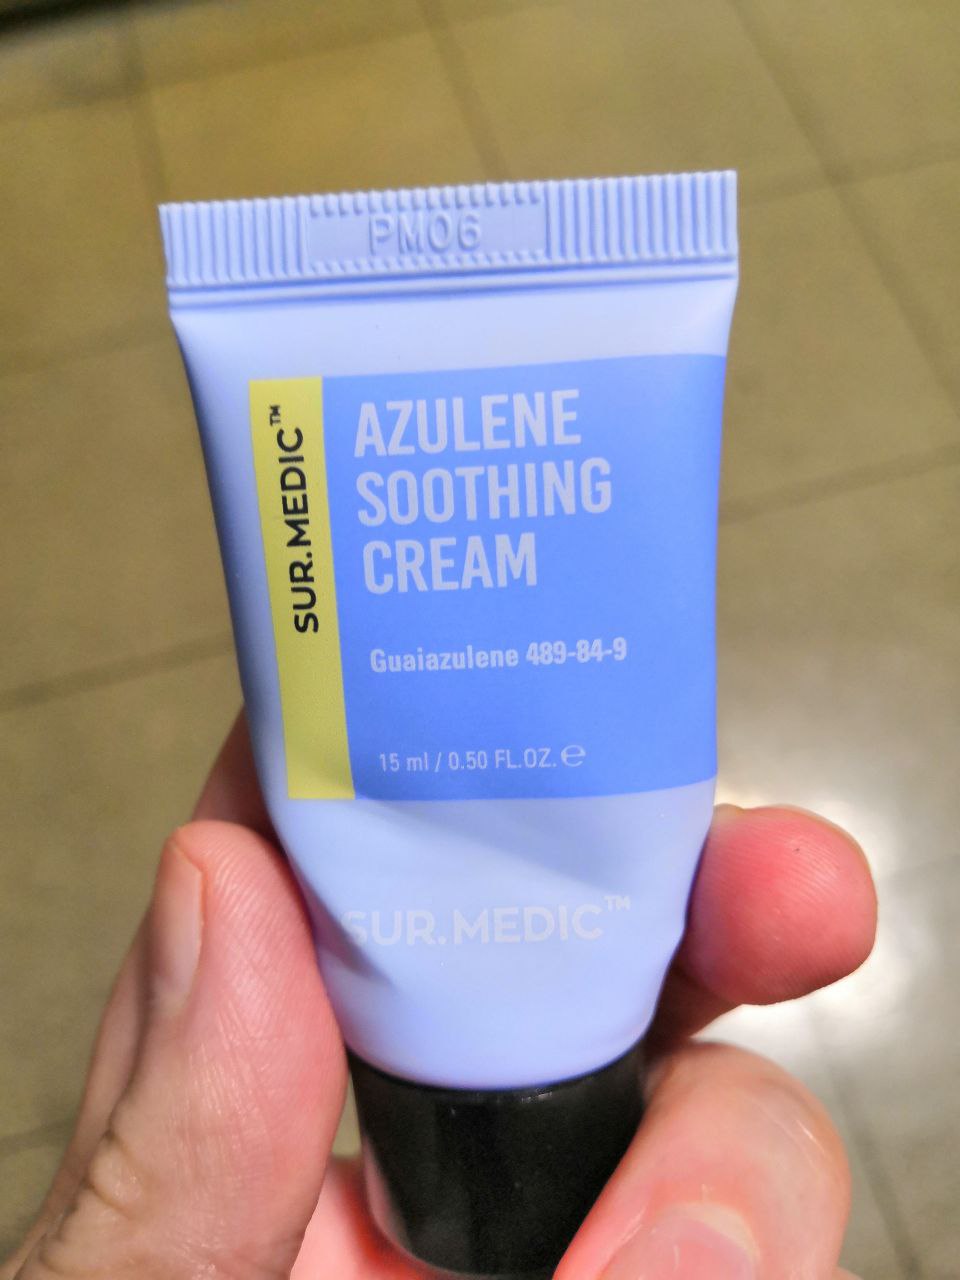 PM06
SUR.MEDIC™
AZULENE
SOOTHING
CREAM
Guaiazulene 489-84-9
15 ml / 0.50 FL.OZ. ℮
SUR.MEDIC™